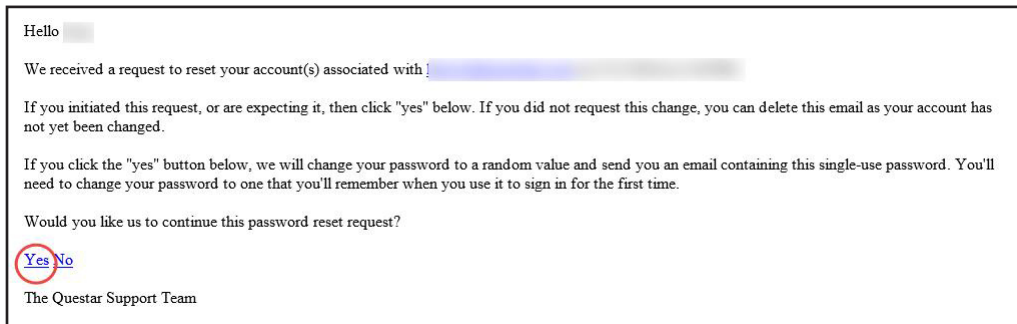 Hello
We received a request to reset your account(s) associated with
If you initiated this request, or are expecting it, then click "yes" below. If you did not request this change, you can delete this email as your account has
not yet been changed.
If you click the "yes" button below, we will change your password to a random value and send you an email containing this single-use password. You'll
need to change your password to one that you'll remember when you use it to sign in for the first time.
Would you like us to continue this password reset request?
Yes No
The Questar Support Team